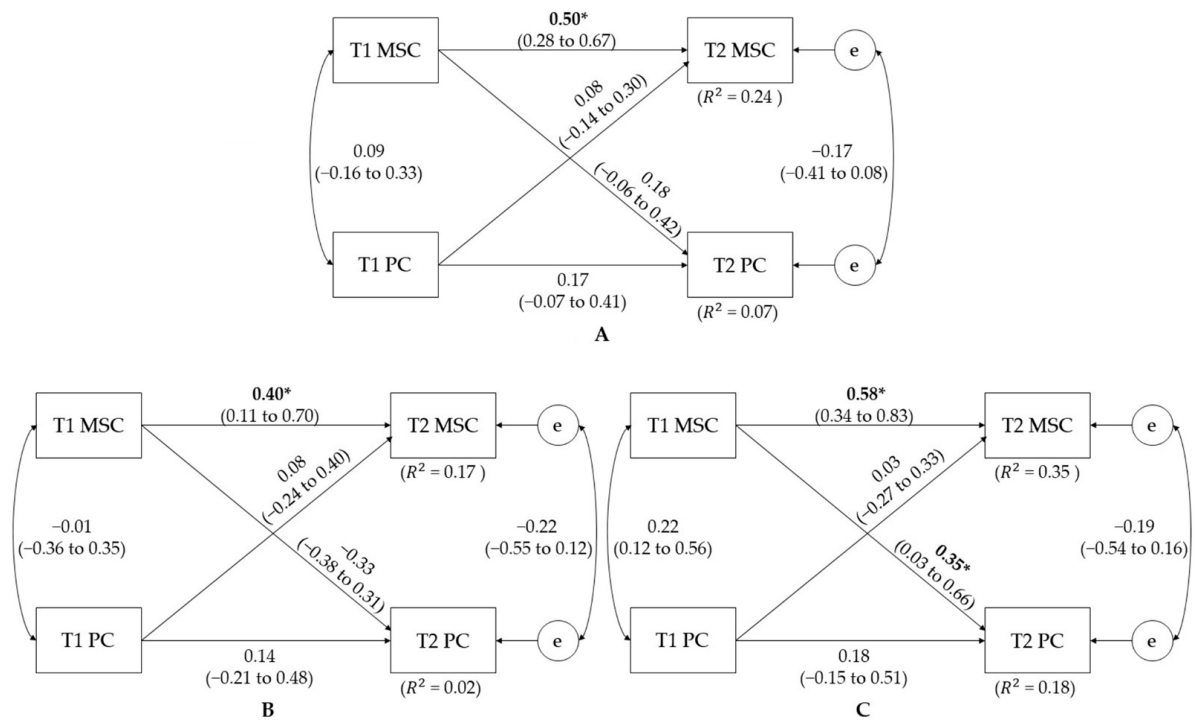 0.50*
(0.28 to 0.67)
T1 MSC
T2 MSC
e
(R² = 0.24 )
0.08
(−0.14 to 0.30)
0.09
(−0.16 to 0.33)
−0.17
(−0.41 to 0.08)
0.18
(−0.06 to 0.42)
T1 PC
T2 PC
e
0.17
(−0.07 to 0.41)
(R² = 0.07)
A
0.40*
(0.11 to 0.70)
T1 MSC
T2 MSC
e
(R² = 0.17 )
0.08
(−0.24 to 0.40)
−0.01
(−0.36 to 0.35)
−0.22
(−0.55 to 0.12)
−0.33
(−0.38 to 0.31)
T1 PC
T2 PC
e
0.14
(−0.21 to 0.48)
(R² = 0.02)
B
0.58*
(0.34 to 0.83)
T1 MSC
T2 MSC
e
(R² = 0.35 )
0.03
(−0.27 to 0.33)
0.22
(0.12 to 0.56)
−0.19
(−0.54 to 0.16)
0.35*
(0.03 to 0.66)
T1 PC
T2 PC
e
0.18
(−0.15 to 0.51)
(R² = 0.18)
C